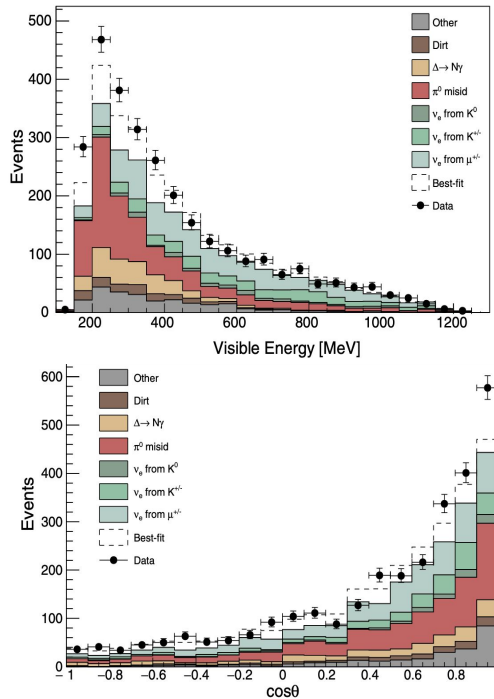 500
400
300
200
100
0
Events
Other
Dirt
Δ→ Nγ
π⁰ misid
νₑ from K⁰
νₑ from K⁺/⁻
νₑ from μ⁺/⁻
Best-fit
Data
200 400 600 800 1000 1200
Visible Energy [MeV]
600
500
400
300
200
100
0
Events
Other
Dirt
Δ→ Nγ
π⁰ misid
νₑ from K⁰
νₑ from K⁺/⁻
νₑ from μ⁺/⁻
Best-fit
Data
−1 −0.8 −0.6 −0.4 −0.2 0 0.2 0.4 0.6 0.8
cosθ